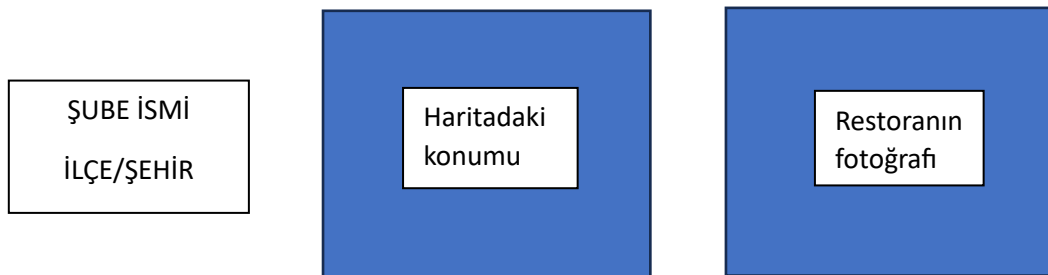 ŞUBE İSMİ
İLÇE/ŞEHİR
Haritadaki
konumu
Restoranın
fotoğrafı